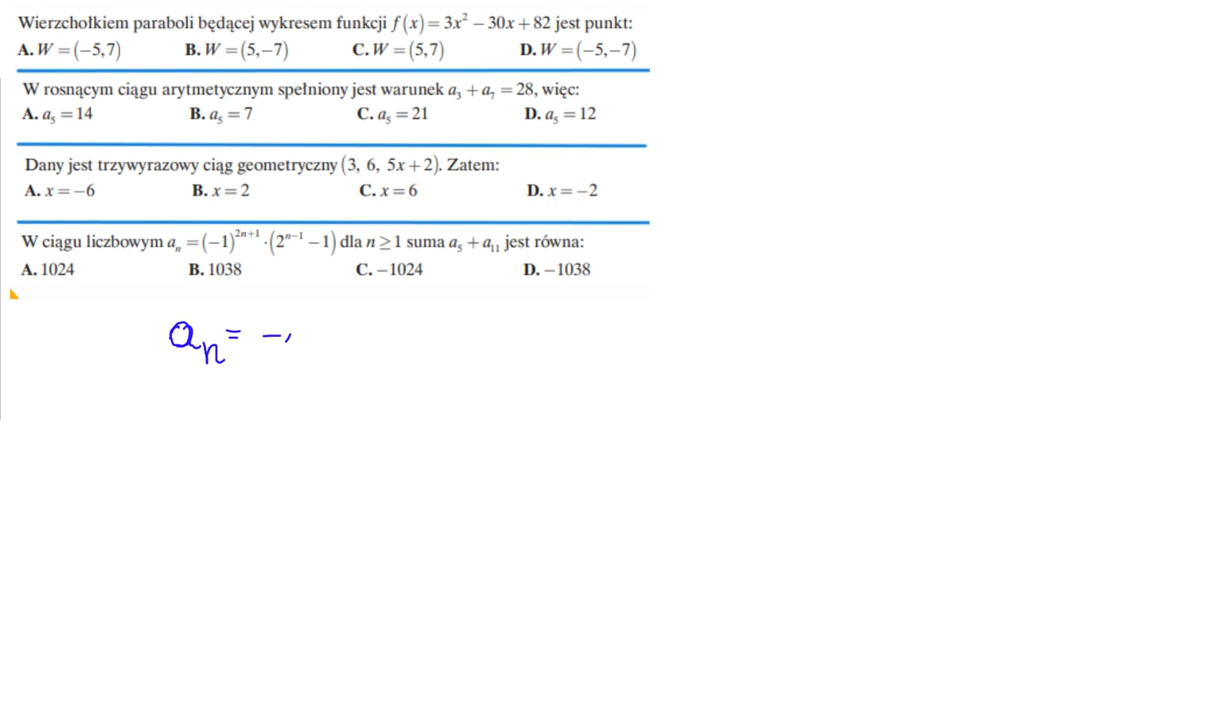 Wierzchołkiem paraboli będącej wykresem funkcji f(x) = 3x² − 30x + 82 jest punkt:
A. W = (−5,7) B. W = (5,−7) C. W = (5,7) D. W = (−5,−7)
W rosnącym ciągu arytmetycznym spełniony jest warunek a₃ + a₇ = 28, więc:
A. a₅ = 14 B. a₅ = 7 C. a₅ = 21 D. a₅ = 12
Dany jest trzywyrazowy ciąg geometryczny (3, 6, 5x + 2). Zatem:
A. x = −6 B. x = 2 C. x = 6 D. x = −2
W ciągu liczbowym aₙ = (−1)²ⁿ⁺¹ · (2ⁿ⁻¹ − 1) dla n ≥ 1 suma a₅ + a₁₁ jest równa:
A. 1024 B. 1038 C. −1024 D. −1038
aₙ = −